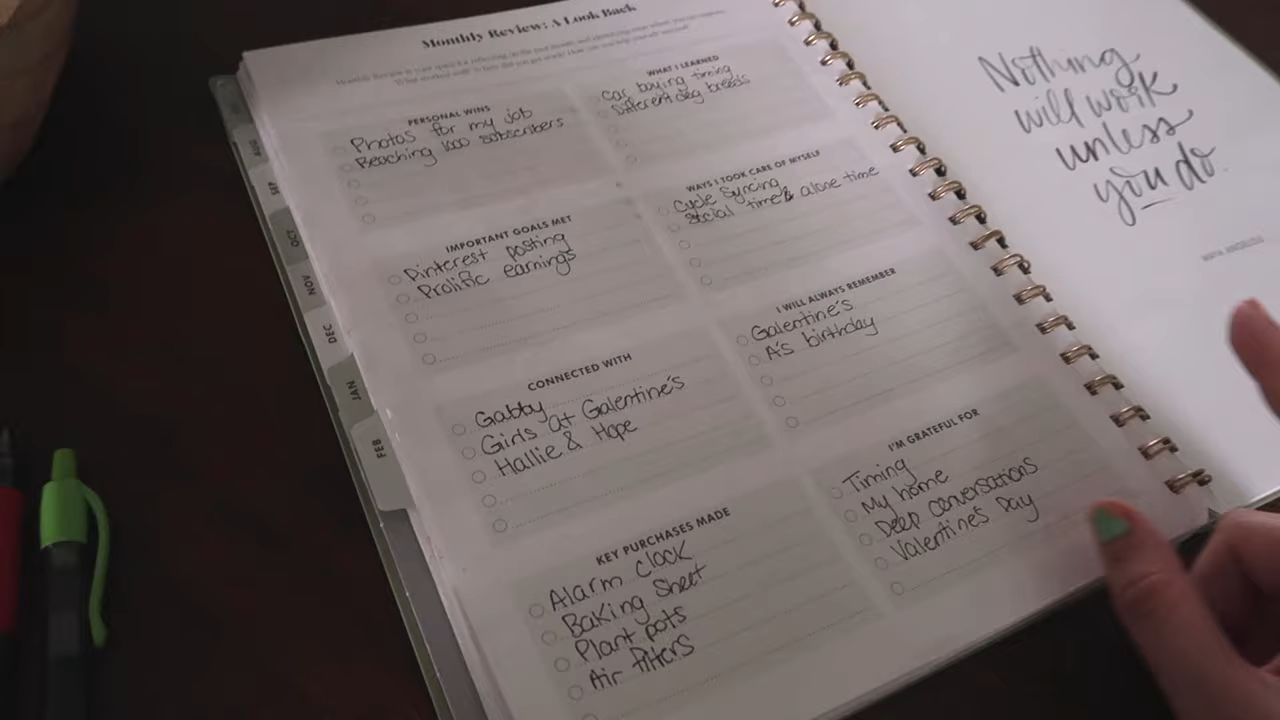 Monthly Review: A Look Back
PERSONAL WINS
Photos for my job
Reaching 1000 subscribers
WHAT I LEARNED
Car buying timing
Different dog breeds
IMPORTANT GOALS MET
Pinterest posting
Prolific earnings
WAYS I TOOK CARE OF MYSELF
Cycle syncing
Social time & alone time
CONNECTED WITH
Gabby
Girls at Galentine's
Hallie & Hope
I WILL ALWAYS REMEMBER
Galentine's
A's birthday
KEY PURCHASES MADE
Alarm clock
Baking sheet
Plant pots
Air filters
I'M GRATEFUL FOR
Timing
My home
Deep conversations
Valentine's Day
AUG
SEP
OCT
NOV
DEC
JAN
FEB
Nothing
will work
unless
you do.
MAYA ANGELOU